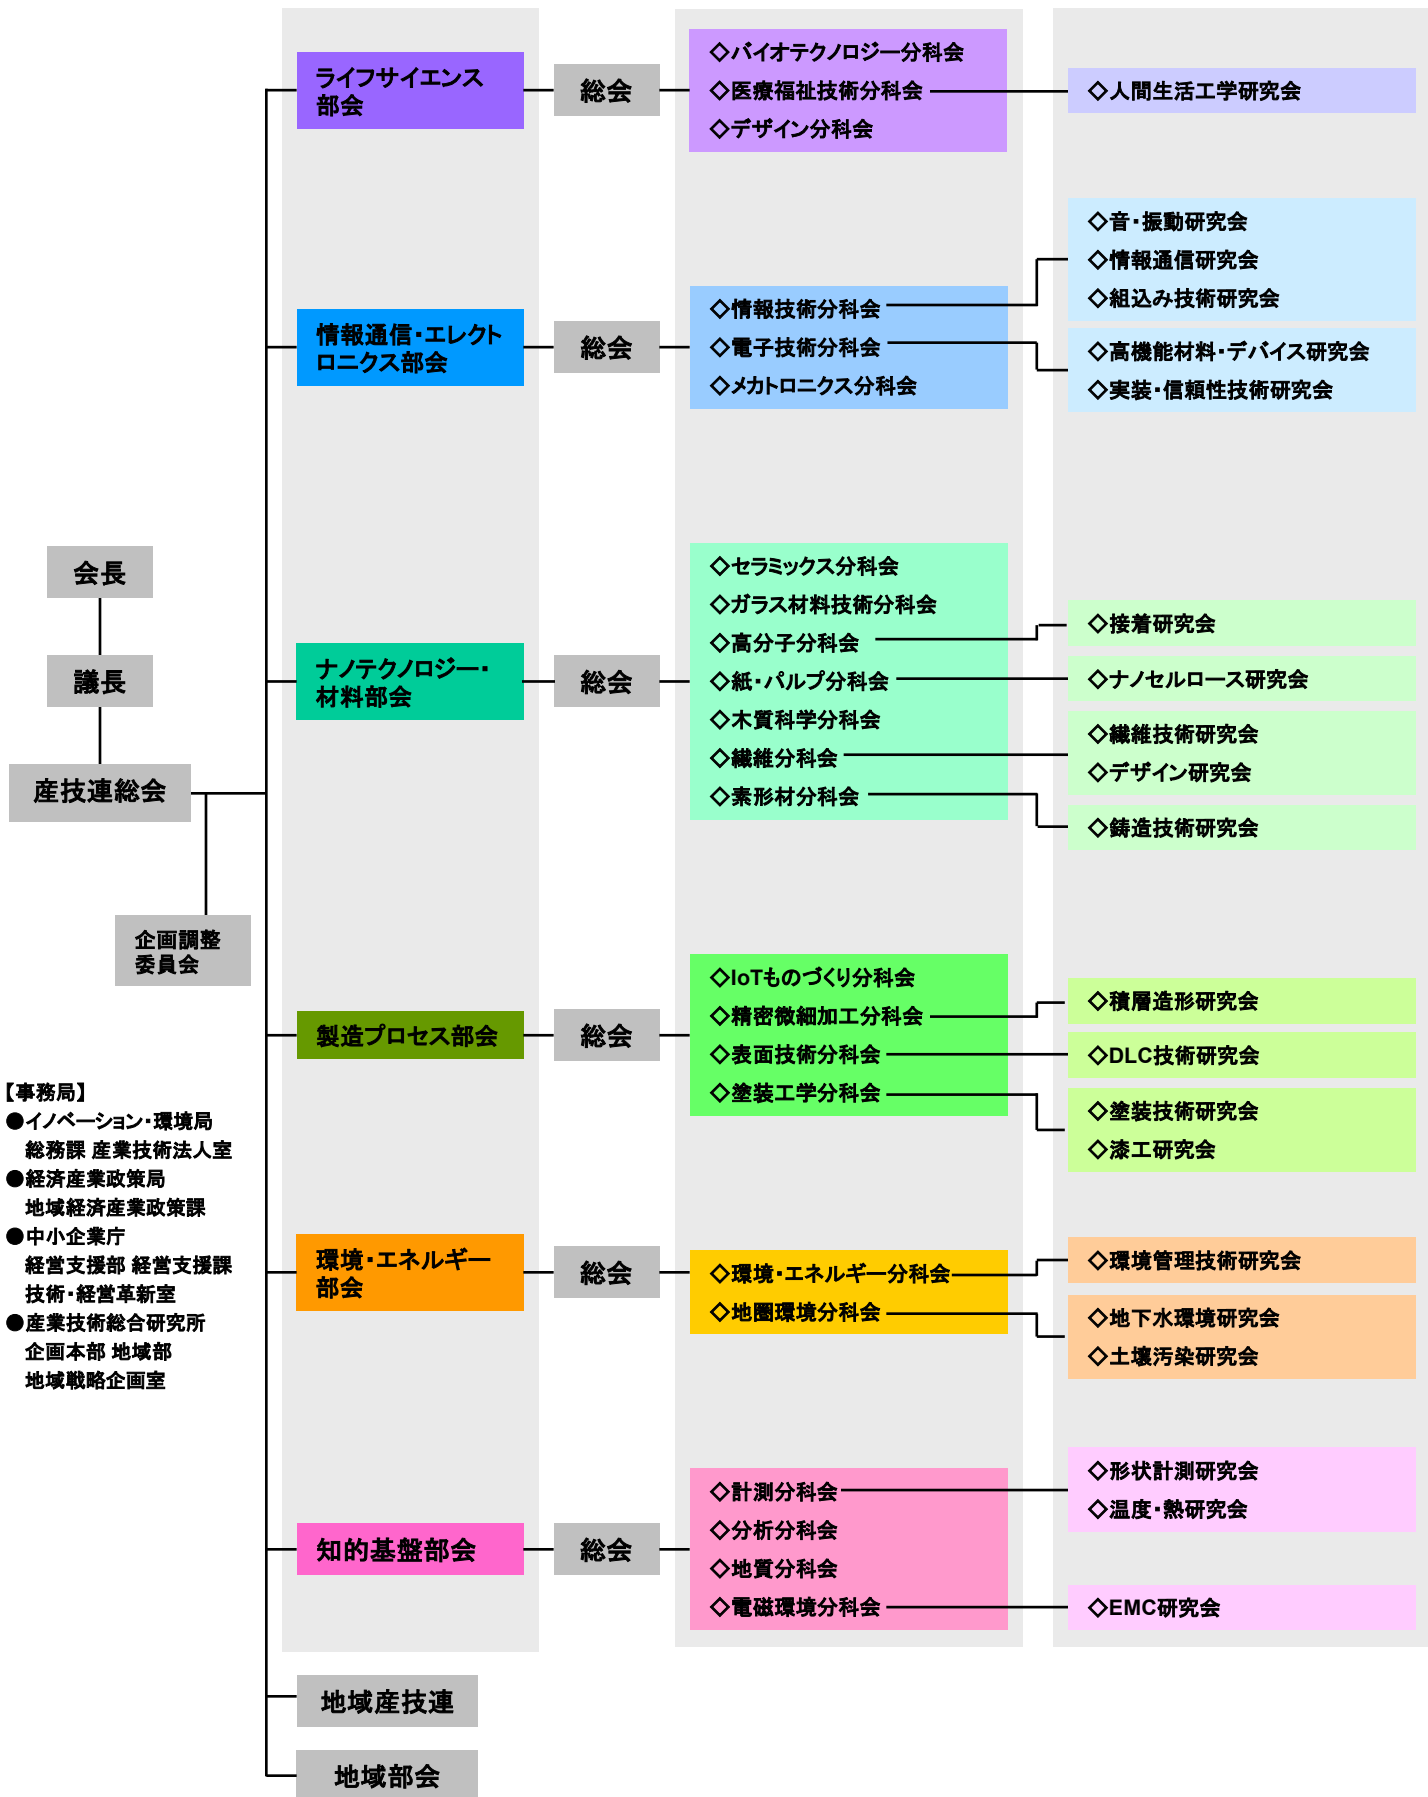 会長
議長
産技連総会
企画調整
委員会
【事務局】
●イノベーション・環境局
総務課 産業技術法人室
●経済産業政策局
地域経済産業政策課
●中小企業庁
経営支援部 経営支援課
技術・経営革新室
●産業技術総合研究所
企画本部 地域部
地域戦略企画室
ライフサイエンス
部会
総会
◇バイオテクノロジー分科会
◇医療福祉技術分科会
◇デザイン分科会
◇人間生活工学研究会
情報通信・エレクト
ロニクス部会
総会
◇情報技術分科会
◇電子技術分科会
◇メカトロニクス分科会
◇音・振動研究会
◇情報通信研究会
◇組込み技術研究会
◇高機能材料・デバイス研究会
◇実装・信頼性技術研究会
ナノテクノロジー・
材料部会
総会
◇セラミックス分科会
◇ガラス材料技術分科会
◇高分子分科会
◇紙・パルプ分科会
◇木質科学分科会
◇繊維分科会
◇素形材分科会
◇接着研究会
◇ナノセルロース研究会
◇繊維技術研究会
◇デザイン研究会
◇鋳造技術研究会
製造プロセス部会
総会
◇IoTものづくり分科会
◇精密微細加工分科会
◇表面技術分科会
◇塗装工学分科会
◇積層造形研究会
◇DLC技術研究会
◇塗装技術研究会
◇漆工研究会
環境・エネルギー
部会
総会
◇環境・エネルギー分科会
◇地圏環境分科会
◇環境管理技術研究会
◇地下水環境研究会
◇土壌汚染研究会
知的基盤部会
総会
◇計測分科会
◇分析分科会
◇地質分科会
◇電磁環境分科会
◇形状計測研究会
◇温度・熱研究会
◇EMC研究会
地域産技連
地域部会